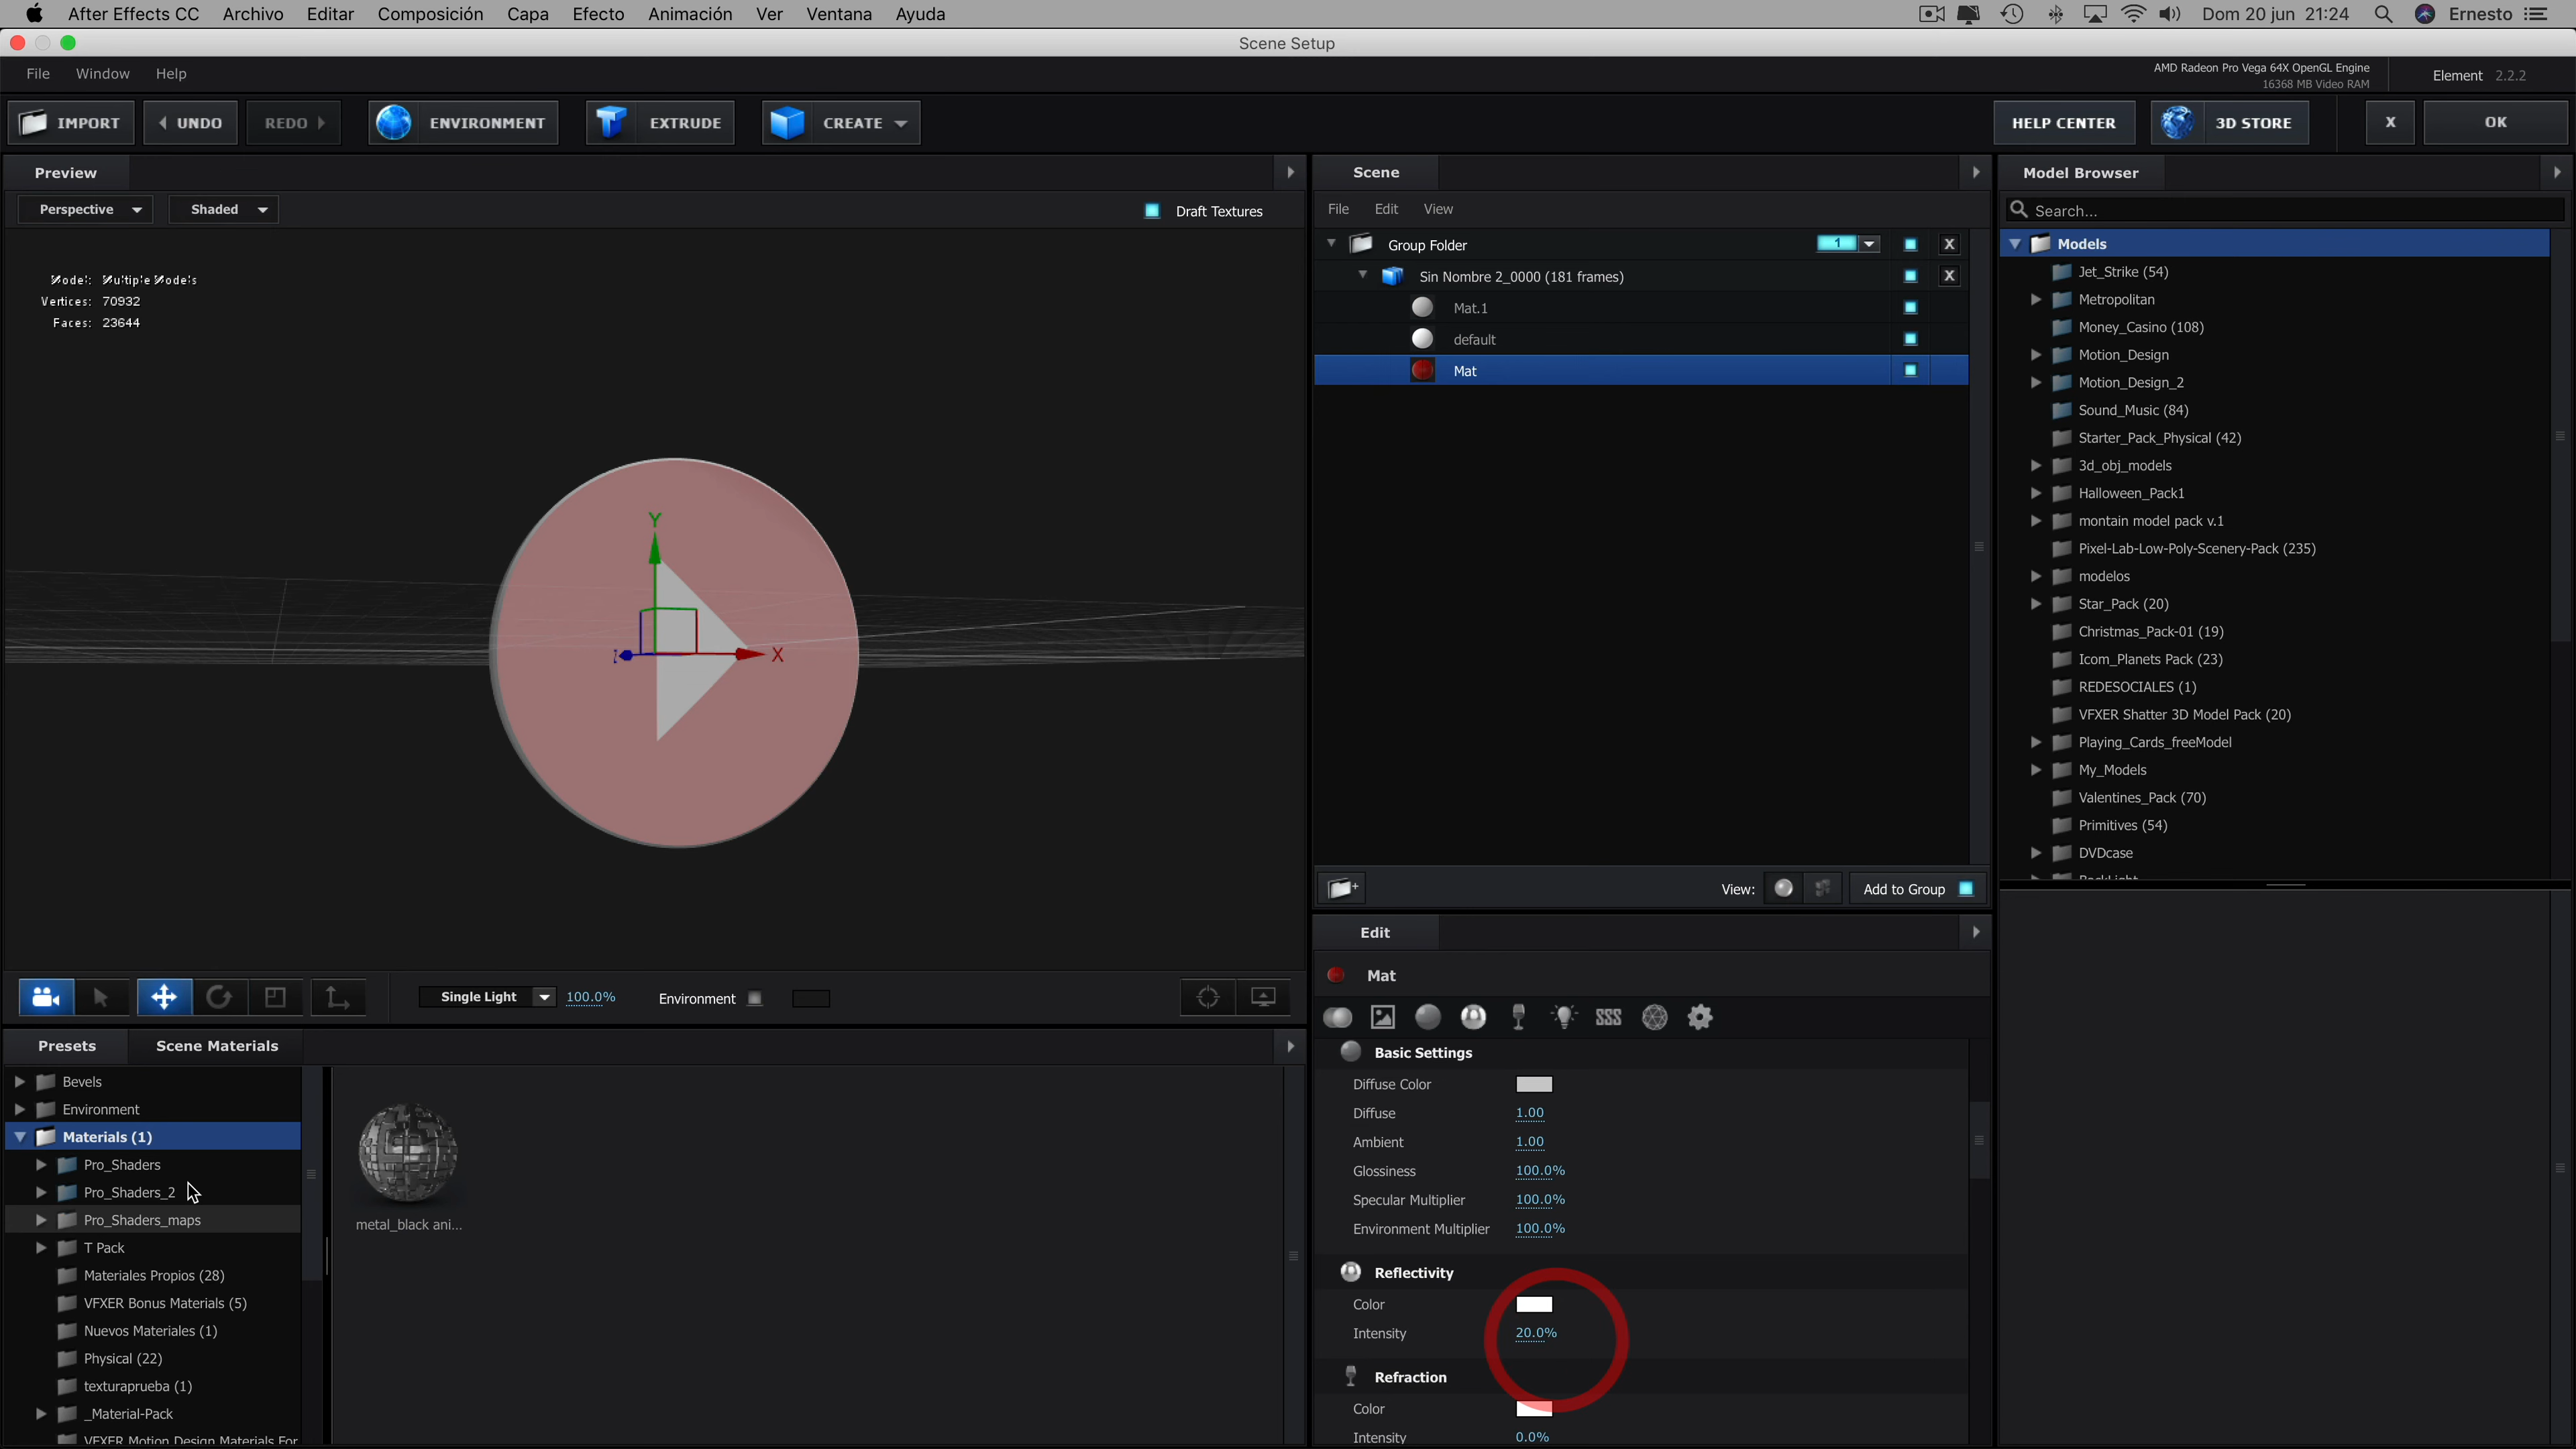 After Effects CC Archivo Editar Composición Capa Efecto Animación Ver Ventana Ayuda Dom 20 jun 21:24 Ernesto
Scene Setup
File Window Help
AMD Radeon Pro Vega 64X OpenGL Engine
16368 MB Video RAM
Element 2.2.2
IMPORT UNDO REDO ENVIRONMENT EXTRUDE CREATE HELP CENTER 3D STORE X OK
Preview
Perspective Shaded Draft Textures
Model: Multiple Models
Vertices: 70932
Faces: 23644
Y
X
Single Light 100.0% Environment
Presets Scene Materials
Bevels
Environment
Materials (1)
Pro_Shaders
Pro_Shaders_2
Pro_Shaders_maps
T Pack
Materiales Propios (28)
VFXER Bonus Materials (5)
Nuevos Materiales (1)
Physical (22)
texturaprueba (1)
_Material-Pack
VFXER Motion Design Materials For
metal_black ani...
Scene
File Edit View
Group Folder 1 X
Sin Nombre 2_0000 (181 frames) X
Mat.1
default
Mat
View: Add to Group
Edit
Mat
SSS
Basic Settings
Diffuse Color
Diffuse 1.00
Ambient 1.00
Glossiness 100.0%
Specular Multiplier 100.0%
Environment Multiplier 100.0%
Reflectivity
Color
Intensity 20.0%
Refraction
Color
Intensity 0.0%
Model Browser
Search...
Models
Jet_Strike (54)
Metropolitan
Money_Casino (108)
Motion_Design
Motion_Design_2
Sound_Music (84)
Starter_Pack_Physical (42)
3d_obj_models
Halloween_Pack1
montain model pack v.1
Pixel-Lab-Low-Poly-Scenery-Pack (235)
modelos
Star_Pack (20)
Christmas_Pack-01 (19)
Icom_Planets Pack (23)
REDESOCIALES (1)
VFXER Shatter 3D Model Pack (20)
Playing_Cards_freeModel
My_Models
Valentines_Pack (70)
Primitives (54)
DVDcase